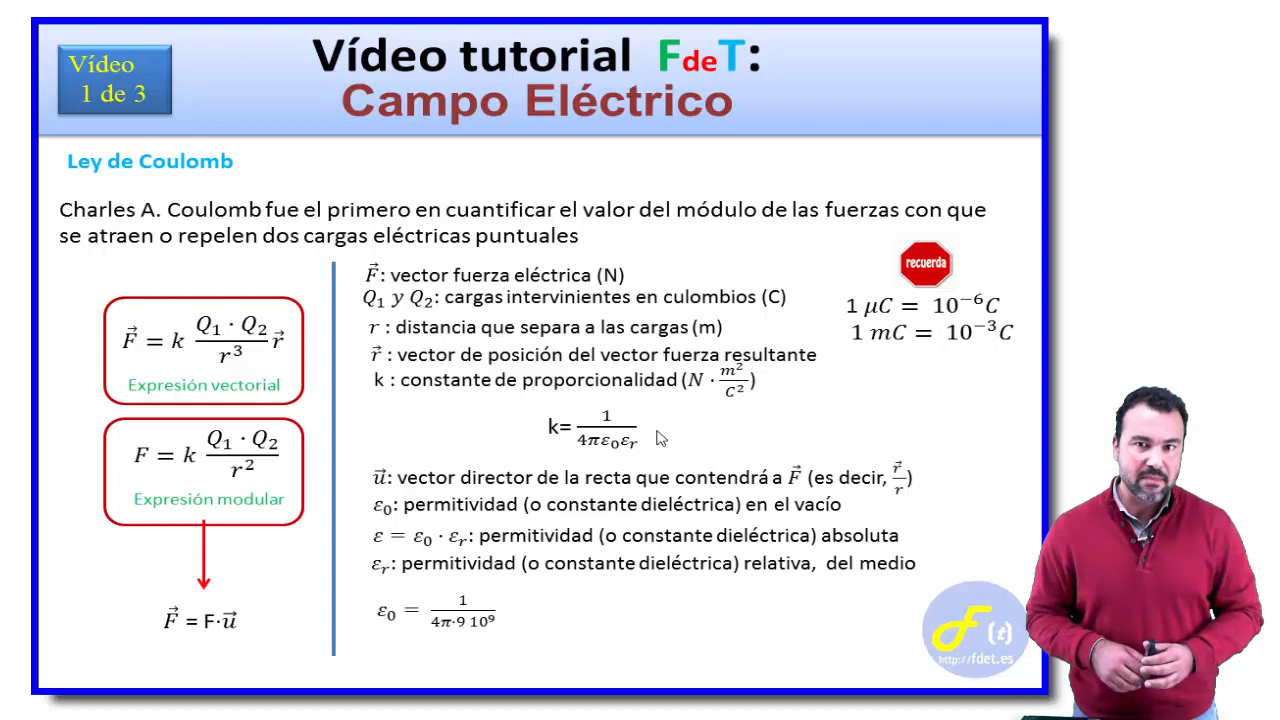 Vídeo
1 de 3
Vídeo tutorial FdeT:
Campo Eléctrico
Ley de Coulomb
Charles A. Coulomb fue el primero en cuantificar el valor del módulo de las fuerzas con que
se atraen o repelen dos cargas eléctricas puntuales
F⃗ = k (Q₁ · Q₂)/r³ r⃗
Expresión vectorial
F = k (Q₁ · Q₂)/r²
Expresión modular
F⃗ = F·u⃗
F⃗: vector fuerza eléctrica (N)
Q₁ y Q₂: cargas intervinientes en culombios (C)
r : distancia que separa a las cargas (m)
r⃗ : vector de posición del vector fuerza resultante
k : constante de proporcionalidad (N · m²/C²)
k= 1/(4πε₀εᵣ)
u⃗: vector director de la recta que contendrá a F⃗ (es decir, r⃗/r)
ε₀: permitividad (o constante dieléctrica) en el vacío
ε = ε₀ · εᵣ: permitividad (o constante dieléctrica) absoluta
εᵣ: permitividad (o constante dieléctrica) relativa, del medio
ε₀ = 1/(4π·9 10⁹)
recuerda
1 μC = 10⁻⁶C
1 mC = 10⁻³C
F (t)
http://fdet.es